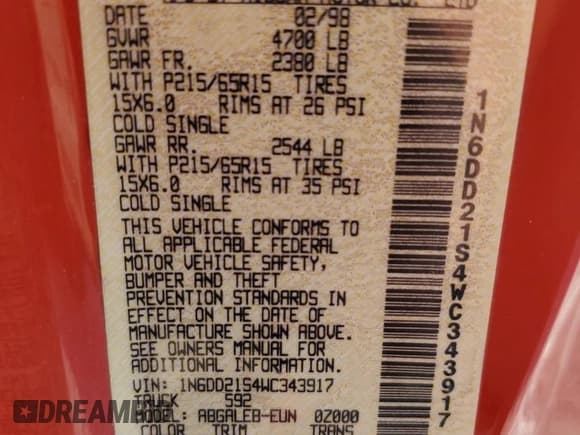 DATE 02/98
GVWR 4700 LB
GAWR FR. 2380 LB
WITH P215/65R15 TIRES
15X6.0 RIMS AT 26 PSI
COLD SINGLE
GAWR RR. 2544 LB
WITH P215/65R15 TIRES
15X6.0 RIMS AT 35 PSI
COLD SINGLE
THIS VEHICLE CONFORMS TO
ALL APPLICABLE FEDERAL
MOTOR VEHICLE SAFETY,
BUMPER AND THEFT
PREVENTION STANDARDS IN
EFFECT ON THE DATE OF
MANUFACTURE SHOWN ABOVE.
SEE OWNERS MANUAL FOR
ADDITIONAL INFORMATION.
VIN: 1N6DD21S4WC343917
TRUCK 592
MODEL: ABGALEB-EUN 0Z000
COLOR TRIM TRANS
1N6DD21S4WC343917
DREAM